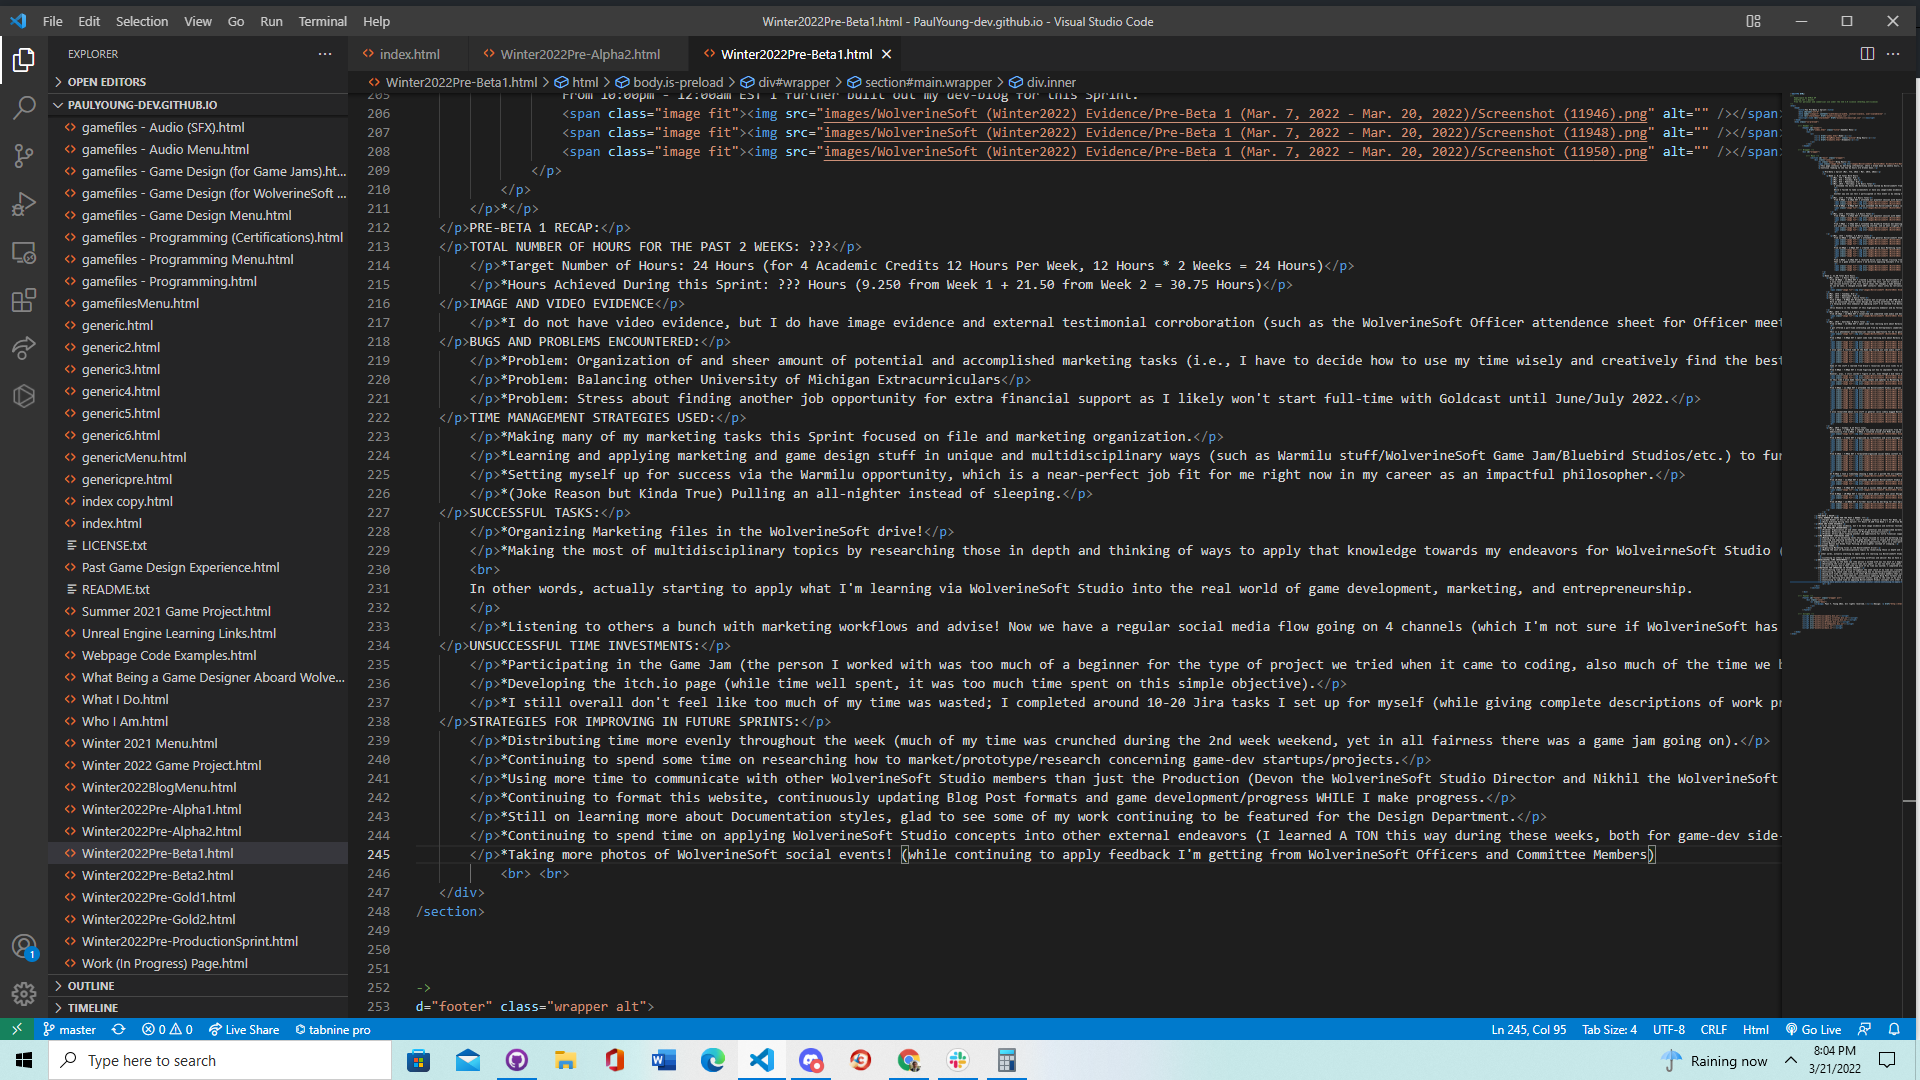 File Edit Selection View Go Run Terminal Help
Winter2022Pre-Beta1.html - PaulYoung-dev.github.io - Visual Studio Code
EXPLORER
OPEN EDITORS
PAULYOUNG-DEV.GITHUB.IO
gamefiles - Audio (SFX).html
gamefiles - Audio Menu.html
gamefiles - Game Design (for Game Jams).ht...
gamefiles - Game Design (for WolverineSoft ...
gamefiles - Game Design Menu.html
gamefiles - Programming (Certifications).html
gamefiles - Programming Menu.html
gamefiles - Programming.html
gamefilesMenu.html
generic.html
generic2.html
generic3.html
generic4.html
generic5.html
generic6.html
genericMenu.html
genericpre.html
index copy.html
index.html
LICENSE.txt
Past Game Design Experience.html
README.txt
Summer 2021 Game Project.html
Unreal Engine Learning Links.html
Webpage Code Examples.html
What Being a Game Designer Aboard Wolve...
What I Do.html
Who I Am.html
Winter 2021 Menu.html
Winter 2022 Game Project.html
Winter2022BlogMenu.html
Winter2022Pre-Alpha1.html
Winter2022Pre-Alpha2.html
Winter2022Pre-Beta1.html
Winter2022Pre-Beta2.html
Winter2022Pre-Gold1.html
Winter2022Pre-Gold2.html
Winter2022Pre-ProductionSprint.html
Work (In Progress) Page.html
OUTLINE
TIMELINE
index.html Winter2022Pre-Alpha2.html Winter2022Pre-Beta1.html
Winter2022Pre-Beta1.html > html > body.is-preload > div#wrapper > section#main.wrapper > div.inner
205 From 10:00pm - 12:00am EST I further built out my dev-blog for this Sprint.
206 <span class="image fit"><img src="images/WolverineSoft (Winter2022) Evidence/Pre-Beta 1 (Mar. 7, 2022 - Mar. 20, 2022)/Screenshot (11946).png" alt="" /></span>
207 <span class="image fit"><img src="images/WolverineSoft (Winter2022) Evidence/Pre-Beta 1 (Mar. 7, 2022 - Mar. 20, 2022)/Screenshot (11948).png" alt="" /></span>
208 <span class="image fit"><img src="images/WolverineSoft (Winter2022) Evidence/Pre-Beta 1 (Mar. 7, 2022 - Mar. 20, 2022)/Screenshot (11950).png" alt="" /></span>
209 </p>
210 </p>
211 </p>*</p>
212 </p>PRE-BETA 1 RECAP:</p>
213 </p>TOTAL NUMBER OF HOURS FOR THE PAST 2 WEEKS: ???</p>
214 </p>*Target Number of Hours: 24 Hours (for 4 Academic Credits 12 Hours Per Week, 12 Hours * 2 Weeks = 24 Hours)</p>
215 </p>*Hours Achieved During this Sprint: ??? Hours (9.250 from Week 1 + 21.50 from Week 2 = 30.75 Hours)</p>
216 </p>IMAGE AND VIDEO EVIDENCE</p>
217 </p>*I do not have video evidence, but I do have image evidence and external testimonial corroboration (such as the WolverineSoft Officer attendence sheet for Officer meet
218 </p>BUGS AND PROBLEMS ENCOUNTERED:</p>
219 </p>*Problem: Organization of and sheer amount of potential and accomplished marketing tasks (i.e., I have to decide how to use my time wisely and creatively find the best
220 </p>*Problem: Balancing other University of Michigan Extracurriculars</p>
221 </p>*Problem: Stress about finding another job opportunity for extra financial support as I likely won't start full-time with Goldcast until June/July 2022.</p>
222 </p>TIME MANAGEMENT STRATEGIES USED:</p>
223 </p>*Making many of my marketing tasks this Sprint focused on file and marketing organization.</p>
224 </p>*Learning and applying marketing and game design stuff in unique and multidisciplinary ways (such as Warmilu stuff/WolverineSoft Game Jam/Bluebird Studios/etc.) to fur
225 </p>*Setting myself up for success via the Warmilu opportunity, which is a near-perfect job fit for me right now in my career as an impactful philosopher.</p>
226 </p>*(Joke Reason but Kinda True) Pulling an all-nighter instead of sleeping.</p>
227 </p>SUCCESSFUL TASKS:</p>
228 </p>*Organizing Marketing files in the WolverineSoft drive!</p>
229 </p>*Making the most of multidisciplinary topics by researching those in depth and thinking of ways to apply that knowledge towards my endeavors for WolveirneSoft Studio (
230 <br>
231 In other words, actually starting to apply what I'm learning via WolverineSoft Studio into the real world of game development, marketing, and entrepreneurship.
232 </p>
233 </p>*Listening to others a bunch with marketing workflows and advise! Now we have a regular social media flow going on 4 channels (which I'm not sure if WolverineSoft has
234 </p>UNSUCCESSFUL TIME INVESTMENTS:</p>
235 </p>*Participating in the Game Jam (the person I worked with was too much of a beginner for the type of project we tried when it came to coding, also much of the time we b
236 </p>*Developing the itch.io page (while time well spent, it was too much time spent on this simple objective).</p>
237 </p>*I still overall don't feel like too much of my time was wasted; I completed around 10-20 Jira tasks I set up for myself (while giving complete descriptions of work pr
238 </p>STRATEGIES FOR IMPROVING IN FUTURE SPRINTS:</p>
239 </p>*Distributing time more evenly throughout the week (much of my time was crunched during the 2nd week weekend, yet in all fairness there was a game jam going on).</p>
240 </p>*Continuing to spend some time on researching how to market/prototype/research concerning game-dev startups/projects.</p>
241 </p>*Using more time to communicate with other WolverineSoft Studio members than just the Production (Devon the WolverineSoft Studio Director and Nikhil the WolverineSoft
242 </p>*Continuing to format this website, continuously updating Blog Post formats and game development/progress WHILE I make progress.</p>
243 </p>*Still on learning more about Documentation styles, glad to see some of my work continuing to be featured for the Design Department.</p>
244 </p>*Continuing to spend time on applying WolverineSoft Studio concepts into other external endeavors (I learned A TON this way during these weeks, both for game-dev side-
245 </p>*Taking more photos of WolverineSoft social events! (while continuing to apply feedback I'm getting from WolverineSoft Officers and Committee Members)
246 <br> <br>
247 </div>
248 /section>
249
250
251
252 ->
253 d="footer" class="wrapper alt">
master 0 0 Live Share tabnine pro Ln 245, Col 95 Tab Size: 4 UTF-8 CRLF Html Go Live
1
Type here to search
Raining now
8:04 PM
3/21/2022